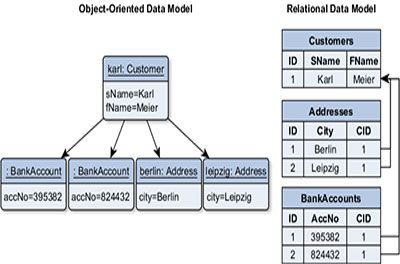 Object-Oriented Data Model
karl: Customer
sName=Karl
fName=Meier
: BankAccount
accNo=395382
: BankAccount
accNo=824432
berlin: Address
city=Berlin
leipzig: Address
city=Leipzig
Relational Data Model
Customers
ID SName FName
1 Karl Meier
Addresses
ID City CID
1 Berlin 1
2 Leipzig 1
BankAccounts
ID AccNo CID
1 395382 1
2 824432 1